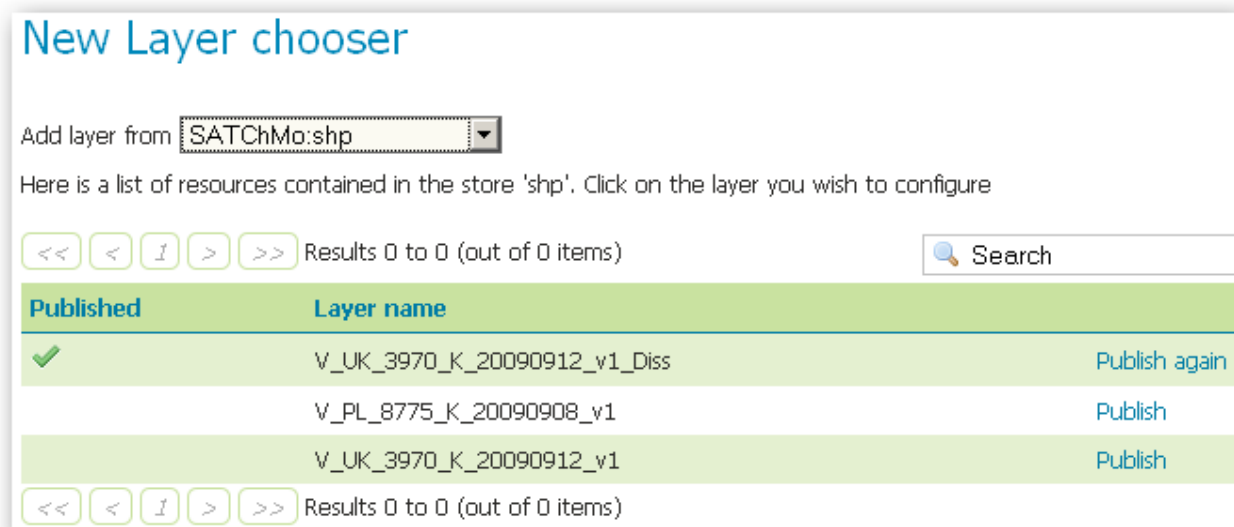 New Layer chooser
Add layer from SATChMo:shp
Here is a list of resources contained in the store 'shp'. Click on the layer you wish to configure
<< < 1 > >> Results 0 to 0 (out of 0 items) Search
Published Layer name
V_UK_3970_K_20090912_v1_Diss Publish again
V_PL_8775_K_20090908_v1 Publish
V_UK_3970_K_20090912_v1 Publish
<< < 1 > >> Results 0 to 0 (out of 0 items)